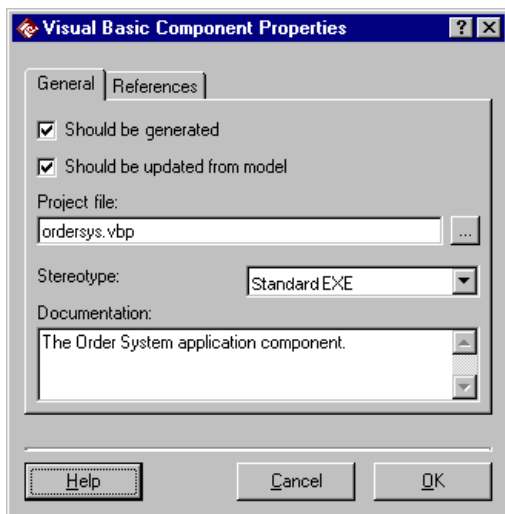 Visual Basic Component Properties ?
General References
Should be generated
Should be updated from model
Project file:
ordersys.vbp ...
Stereotype: Standard EXE
Documentation:
The Order System application component.
Help Cancel OK